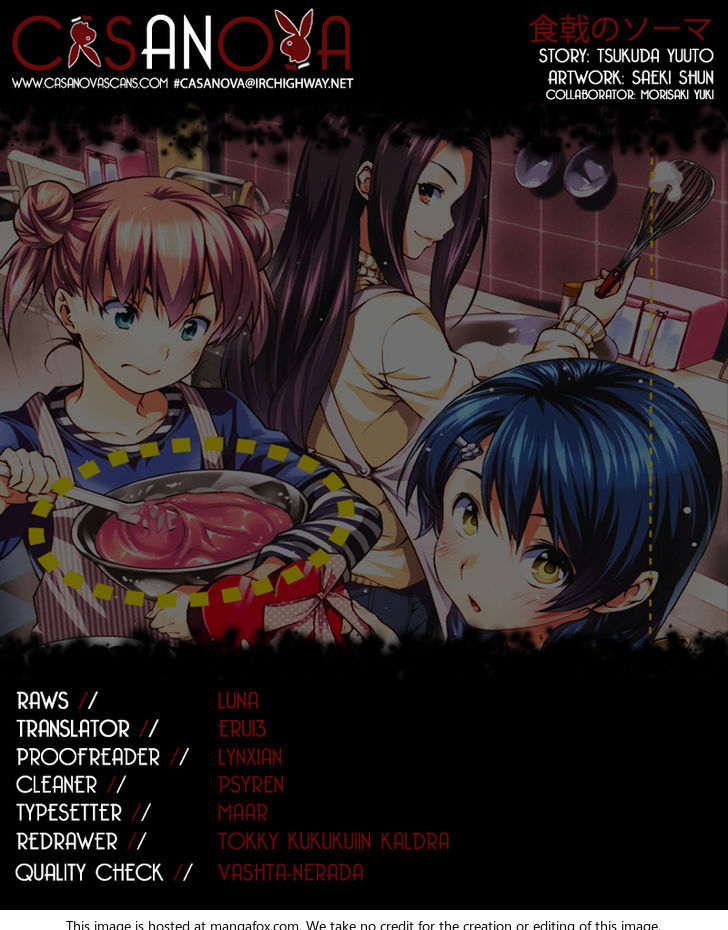 CASANOVA
WWW.CASANOVASCANS.COM #CASANOVA@IRCHIGHWAY.NET
食戟のソーマ
STORY: TSUKUDA YUUTO
ARTWORK: SAEKI SHUN
COLLABORATOR: MORISAKI YUKI
RAWS // LUNA
TRANSLATOR // ERU13
PROOFREADER // LYNXIAN
CLEANER // PSYREN
TYPESETTER // MAAR
REDRAWER // TOKKY KUKUKUIIN KALDRA
QUALITY CHECK // VASHTA-NERADA
This image is hosted at mangafox.com. We take no credit for the creation or editing of this image.